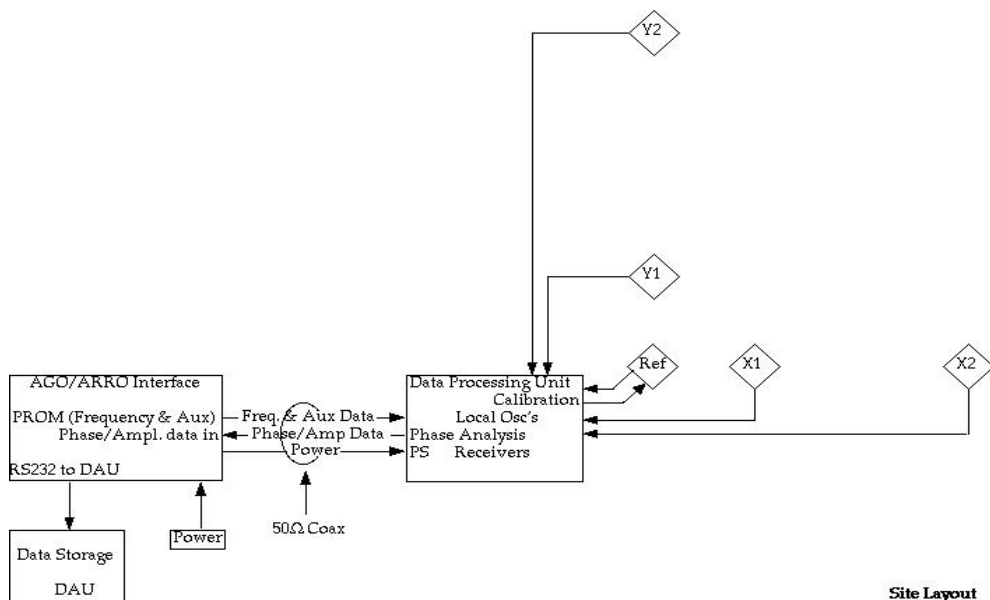 Y2
Y1
Ref
X1
X2
AGO/ARRO Interface
PROM (Frequency & Aux)
Phase/Ampl. data in
RS232 to DAU
Freq. & Aux Data
Phase/Amp Data
Power
Data Processing Unit
Calibration
Local Osc's
Phase Analysis
PS Receivers
Power
50Ω Coax
Data Storage
DAU
Site Layout